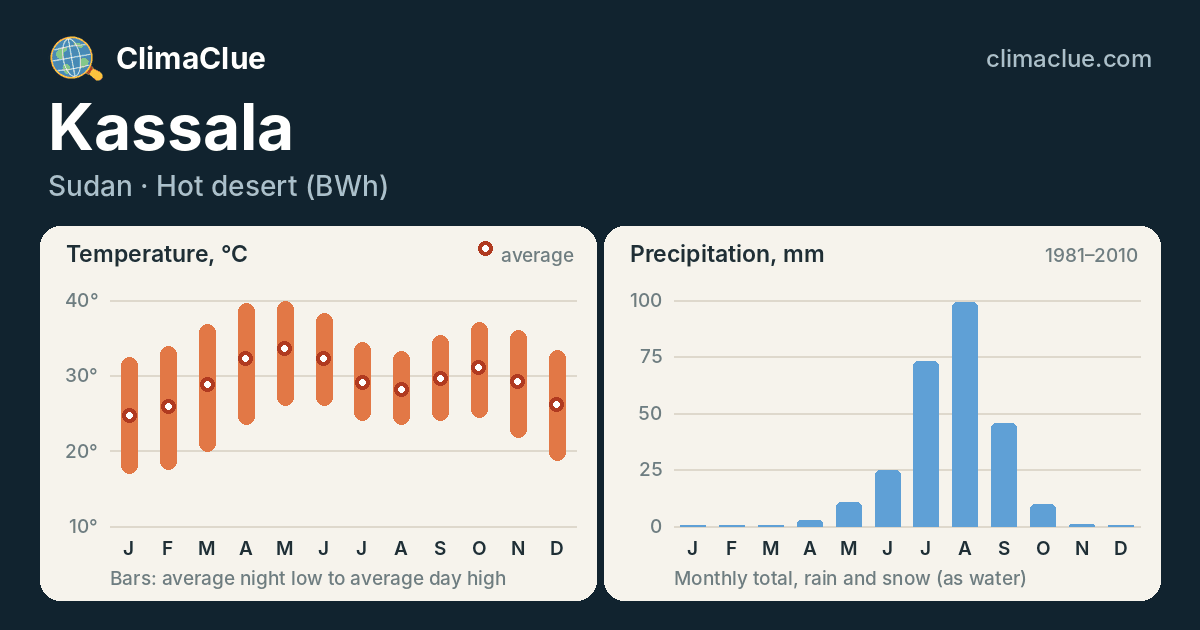 ClimaClue
climaclue.com
Kassala
Sudan · Hot desert (BWh)
Temperature, °C
average
40°
30°
20°
10°
J F M A M J J A S O N D
Bars: average night low to average day high
Precipitation, mm
1981–2010
100
75
50
25
0
J F M A M J J A S O N D
Monthly total, rain and snow (as water)